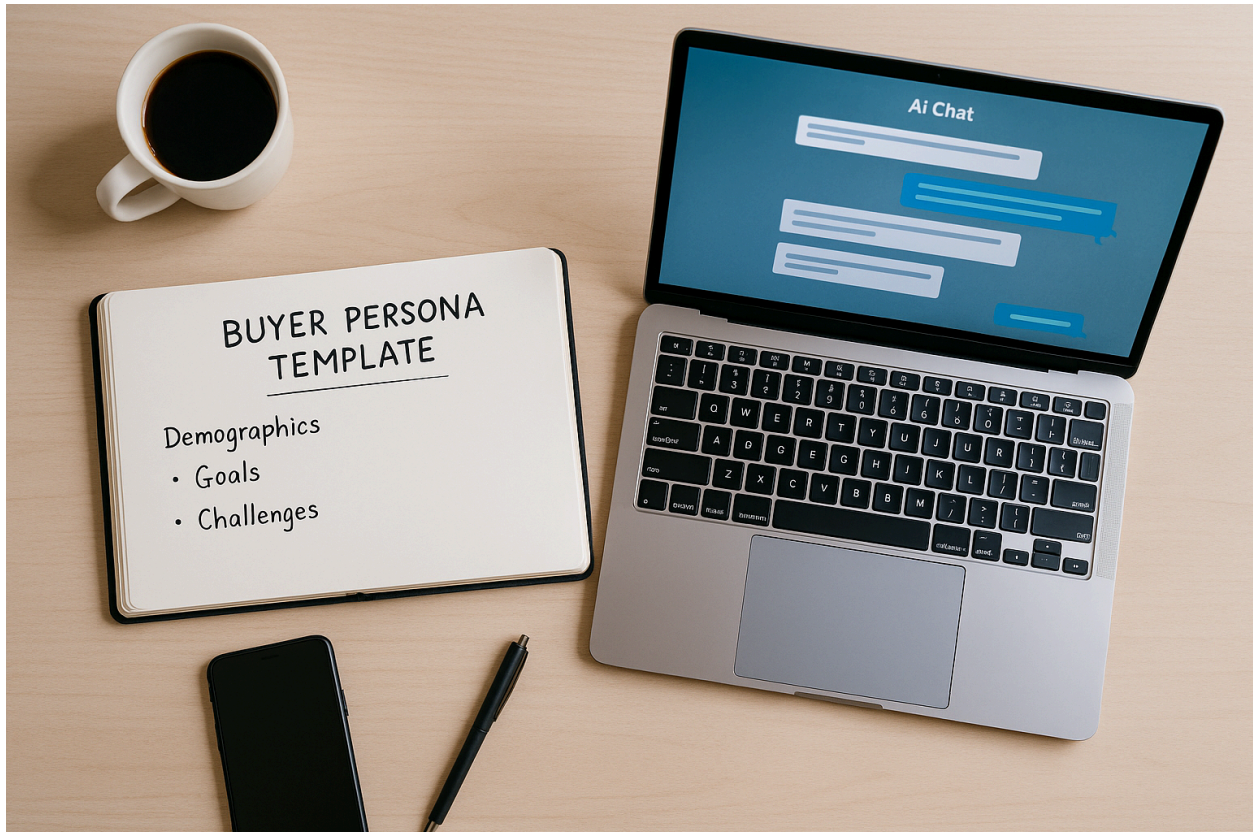 BUYER PERSONA
TEMPLATE
Demographics
• Goals
• Challenges
Ai Chat
Q W E R T Y U J U R
A D G E G H J K L
Z X C V B B M